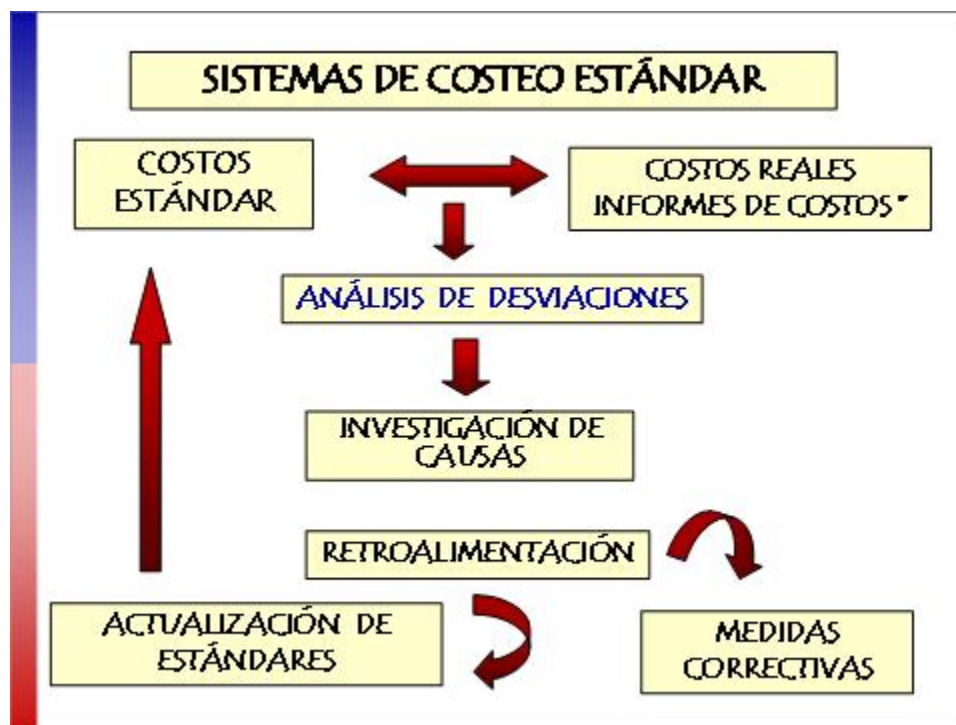 SISTEMAS DE COSTEO ESTÁNDAR
COSTOS
ESTÁNDAR
COSTOS REALES
INFORMES DE COSTOS"
ANÁLISIS DE DESVIACIONES
INVESTIGACIÓN DE
CAUSAS
RETROALIMENTACIÓN
ACTUALIZACIÓN DE
ESTÁNDARES
MEDIDAS
CORRECTIVAS